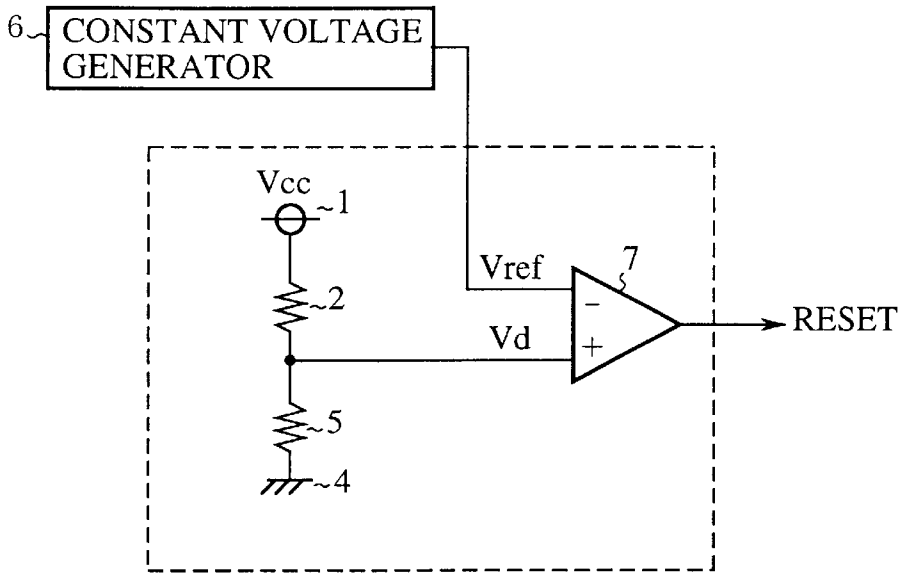 6 CONSTANT VOLTAGE
GENERATOR
Vcc
1
Vref
7
2
−
RESET
Vd
+
5
4